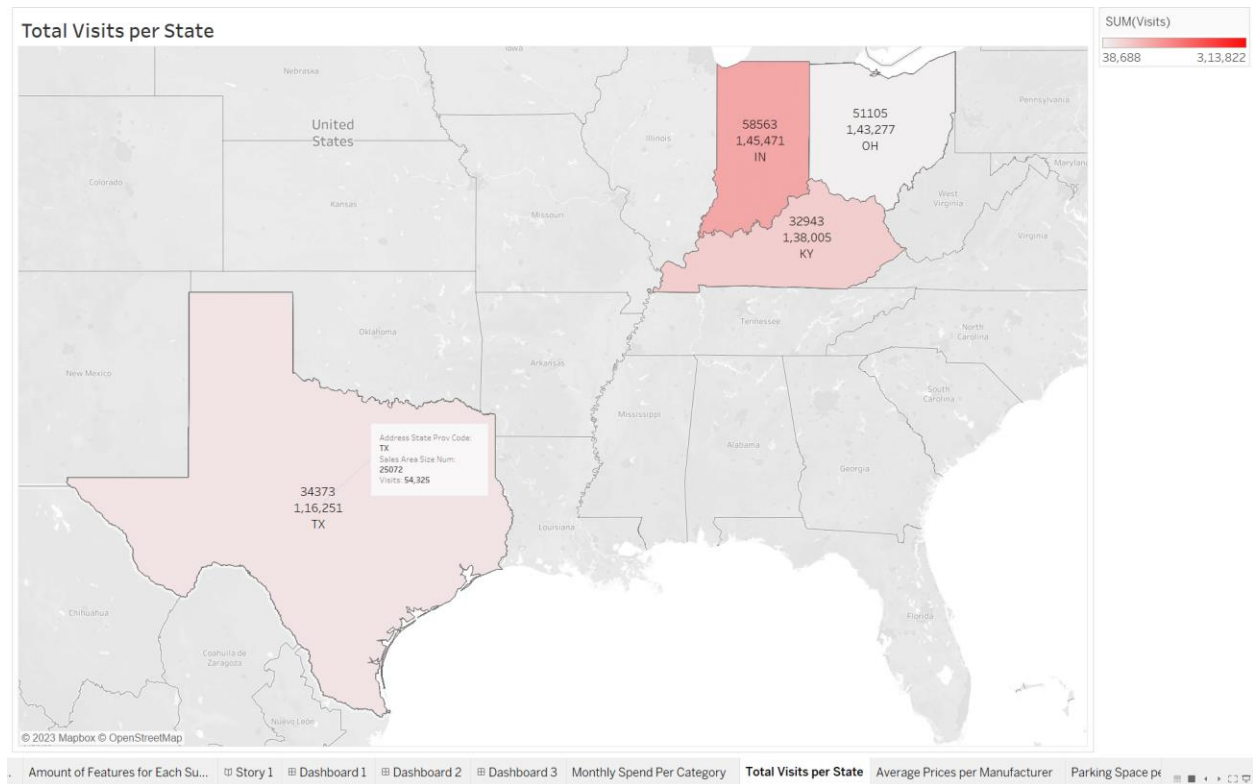 Total Visits per State
SUM(Visits)
38,688 3,13,822
Iowa
Nebraska
United
States
Illinois
Pennsylvania
58563
1,45,471
IN
51105
1,43,277
OH
Maryland
Colorado
Kansas
Missouri
West
Virginia
Virginia
32943
1,38,005
KY
Oklahoma
Tennessee
North
Carolina
New Mexico
Arkansas
South
Carolina
Mississippi
Alabama
Georgia
Address State Prov Code:
TX
Sales Area Size Num:
25072
Visits: 54,325
34373
1,16,251
TX
Louisiana
Chihuahua
Florida
Coahuila de
Zaragoza
Nuevo León
© 2023 Mapbox © OpenStreetMap
Amount of Features for Each Su... Story 1 Dashboard 1 Dashboard 2 Dashboard 3 Monthly Spend Per Category Total Visits per State Average Prices per Manufacturer Parking Space pe